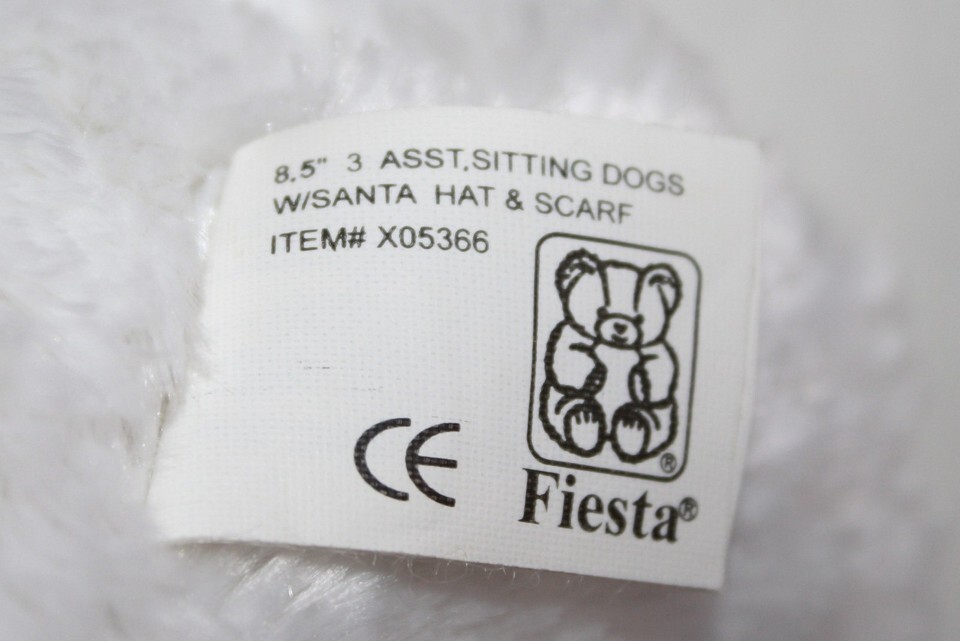 8.5" 3 ASST.SITTING DOGS
W/SANTA HAT & SCARF
ITEM# X05366
®
CE
Fiesta®